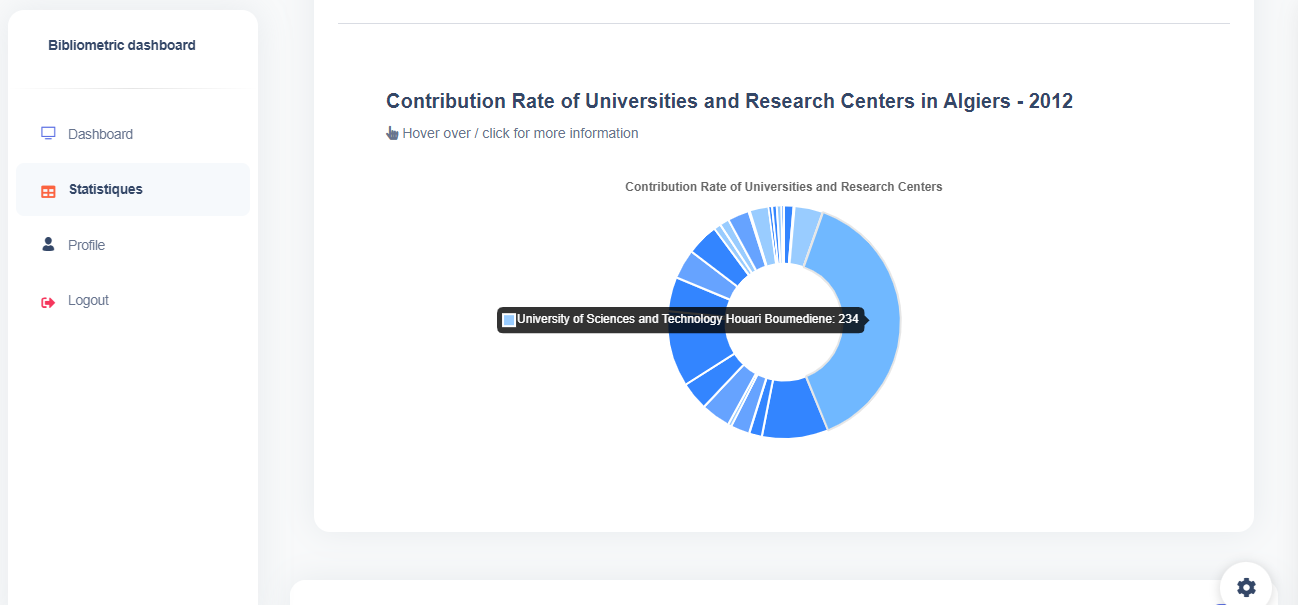 Bibliometric dashboard
Dashboard
Statistiques
Profile
Logout
Contribution Rate of Universities and Research Centers in Algiers - 2012
Hover over / click for more information
Contribution Rate of Universities and Research Centers
University of Sciences and Technology Houari Boumediene: 234